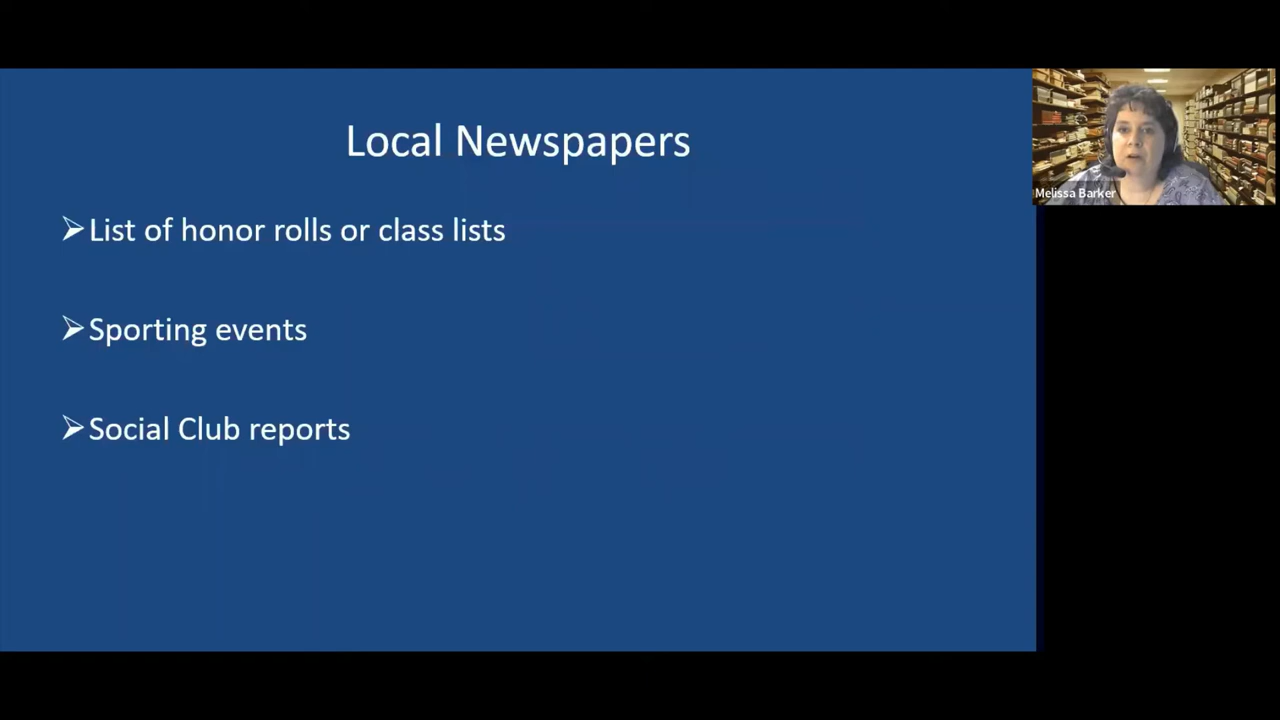 Local Newspapers
List of honor rolls or class lists
Sporting events
Social Club reports
Melissa Barker